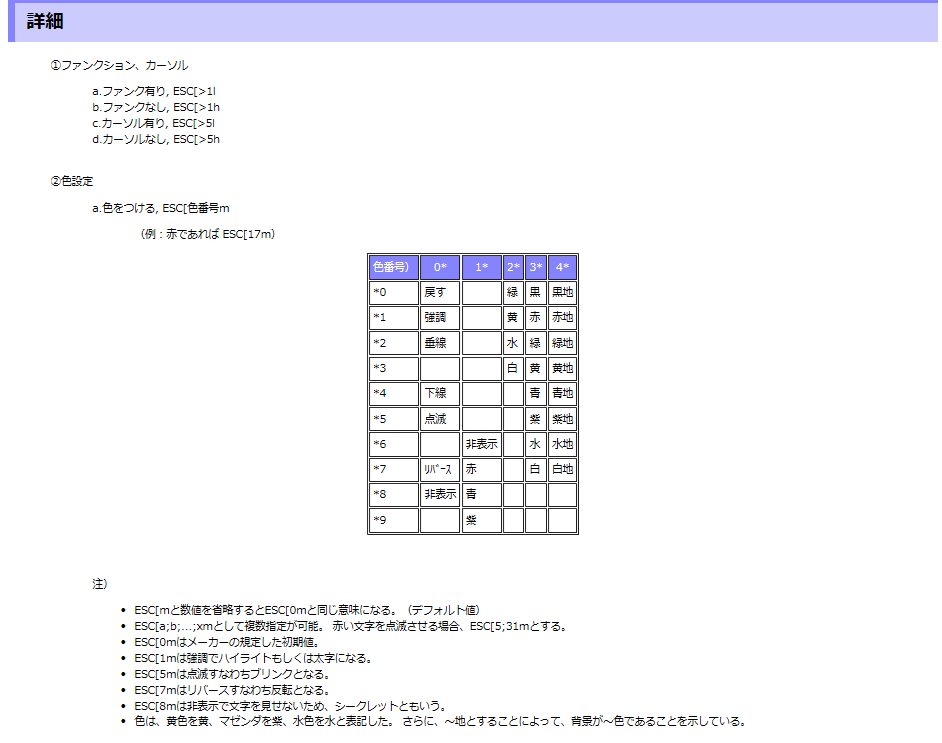 詳細
①ファンクション、カーソル
a.ファンク有り, ESC[>1l
b.ファンクなし, ESC[>1h
c.カーソル有り, ESC[>5l
d.カーソルなし, ESC[>5h
②色設定
a.色をつける, ESC[色番号m
（例：赤であれば ESC[17m）
色番号） 0* 1* 2* 3* 4*
*0 戻す 緑 黒 黒地
*1 強調 黄 赤 赤地
*2 垂線 水 緑 緑地
*3 白 黄 黄地
*4 下線 青 青地
*5 点滅 紫 紫地
*6 非表示 水 水地
*7 ﾘﾊﾞｰｽ 赤 白 白地
*8 非表示 青
*9 紫
注）
• ESC[mと数値を省略するとESC[0mと同じ意味になる。（デフォルト値）
• ESC[a;b;...;xmとして複数指定が可能。 赤い文字を点滅させる場合、ESC[5;31mとする。
• ESC[0mはメーカーの規定した初期値。
• ESC[1mは強調でハイライトもしくは太字になる。
• ESC[5mは点滅すなわちブリンクとなる。
• ESC[7mはリバースすなわち反転となる。
• ESC[8mは非表示で文字を見せないため、シークレットともいう。
• 色は、黄色を黄、マゼンダを紫、水色を水と表記した。 さらに、～地とすることによって、背景が～色であることを示している。